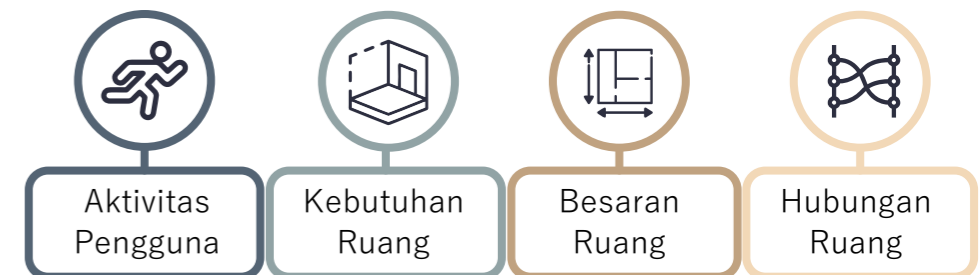 Aktivitas
Pengguna
Kebutuhan
Ruang
Besaran
Ruang
Hubungan
Ruang